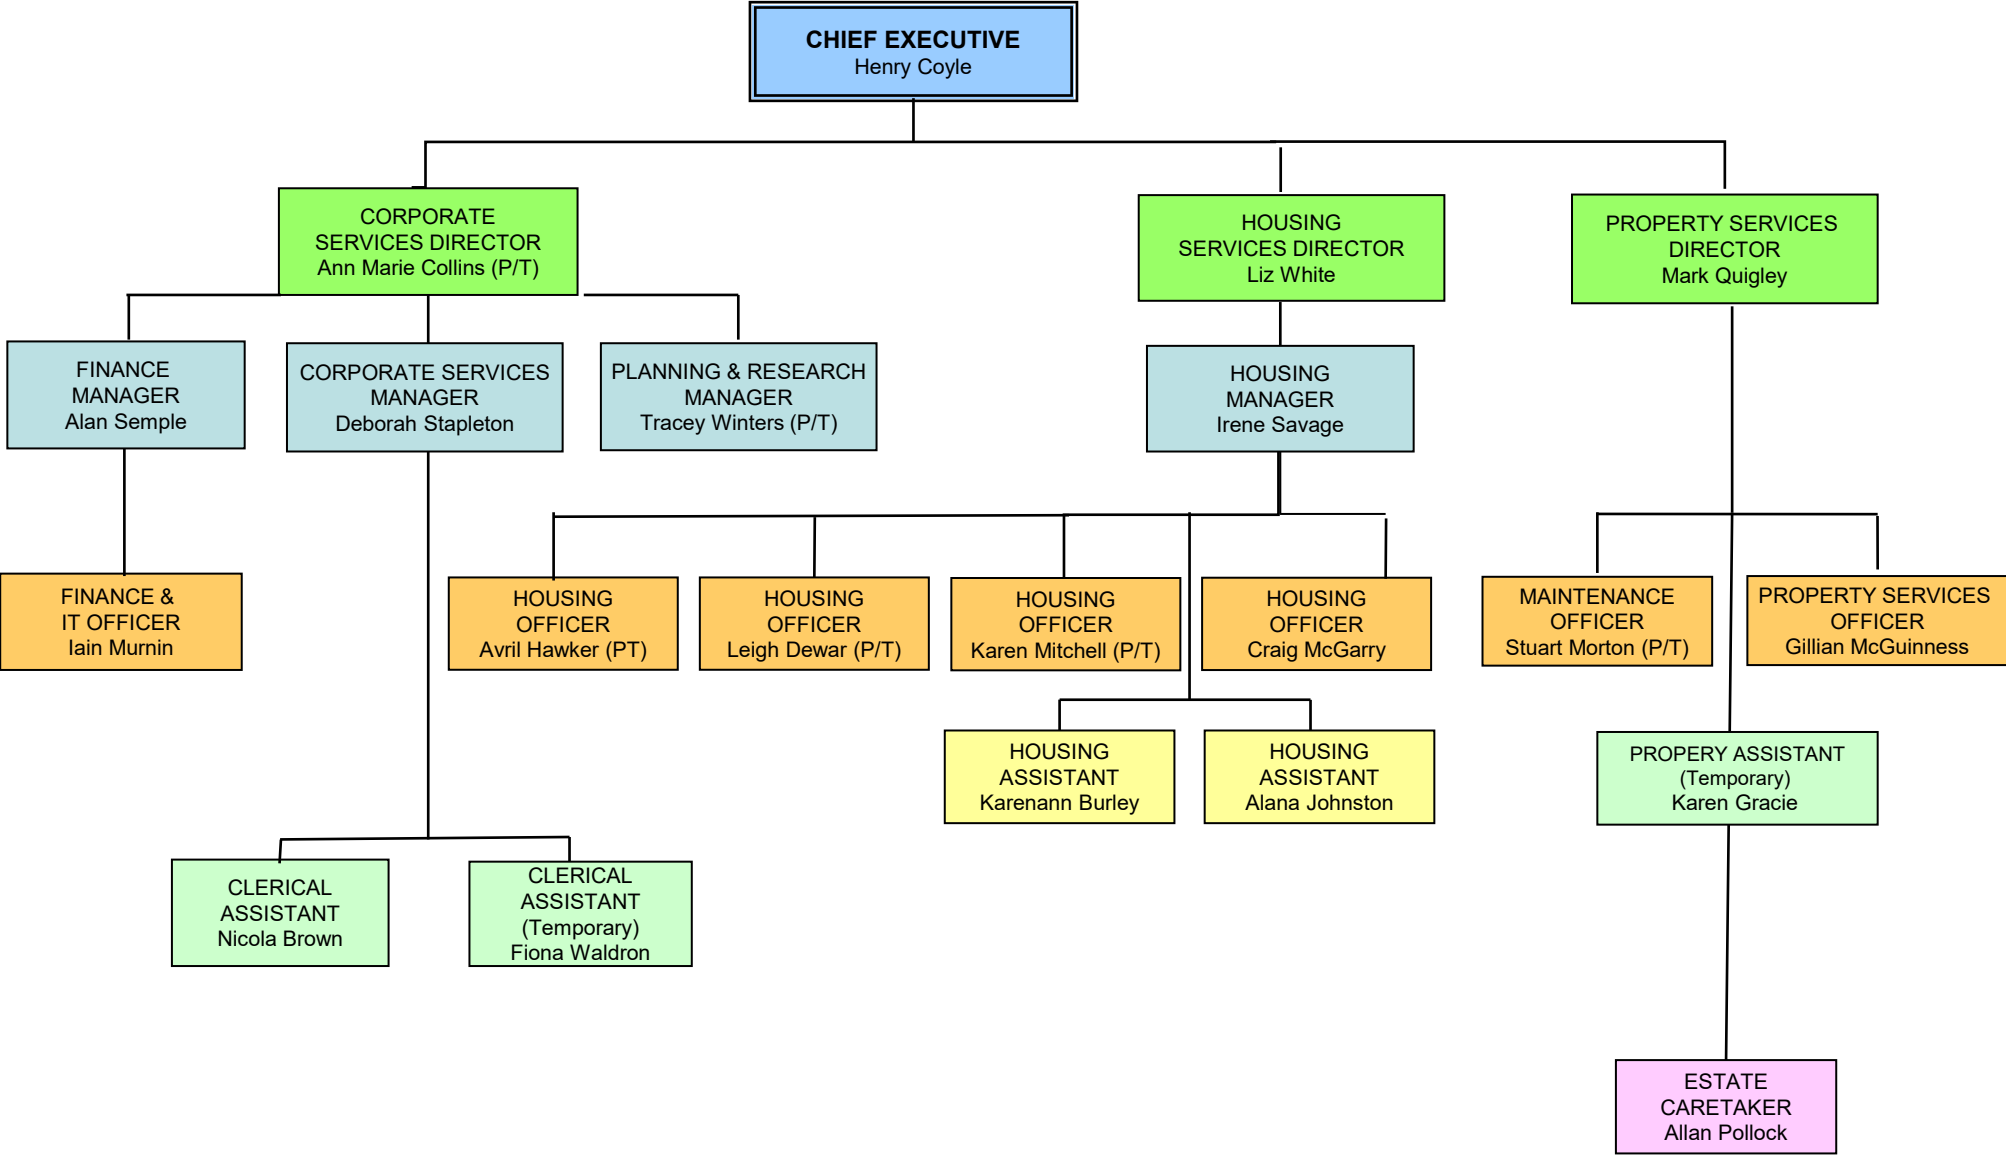 CHIEF EXECUTIVE
Henry Coyle
CORPORATE
SERVICES DIRECTOR
Ann Marie Collins (P/T)
HOUSING
SERVICES DIRECTOR
Liz White
PROPERTY SERVICES
DIRECTOR
Mark Quigley
FINANCE
MANAGER
Alan Semple
CORPORATE SERVICES
MANAGER
Deborah Stapleton
PLANNING & RESEARCH
MANAGER
Tracey Winters (P/T)
HOUSING
MANAGER
Irene Savage
FINANCE &
IT OFFICER
Iain Murnin
HOUSING
OFFICER
Avril Hawker (PT)
HOUSING
OFFICER
Leigh Dewar (P/T)
HOUSING
OFFICER
Karen Mitchell (P/T)
HOUSING
OFFICER
Craig McGarry
MAINTENANCE
OFFICER
Stuart Morton (P/T)
PROPERTY SERVICES
OFFICER
Gillian McGuinness
HOUSING
ASSISTANT
Karenann Burley
HOUSING
ASSISTANT
Alana Johnston
PROPERY ASSISTANT
(Temporary)
Karen Gracie
CLERICAL
ASSISTANT
Nicola Brown
CLERICAL
ASSISTANT
(Temporary)
Fiona Waldron
ESTATE
CARETAKER
Allan Pollock